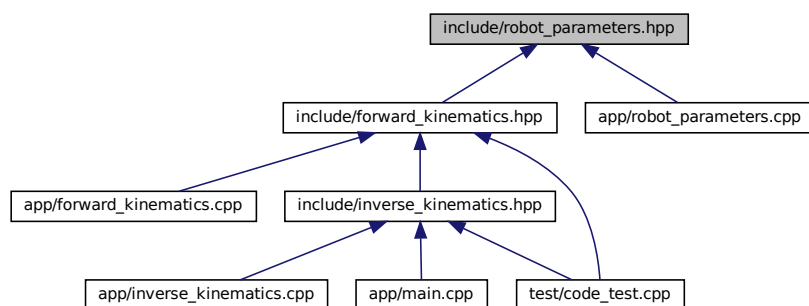 include/robot_parameters.hpp
include/forward_kinematics.hpp
app/robot_parameters.cpp
app/forward_kinematics.cpp
include/inverse_kinematics.hpp
app/inverse_kinematics.cpp
app/main.cpp
test/code_test.cpp